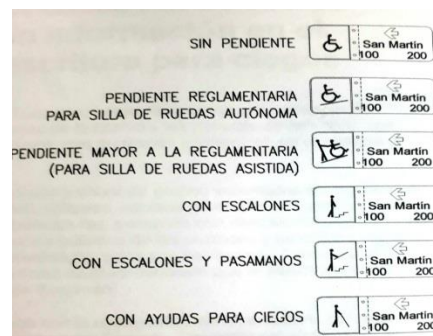 SIN PENDIENTE
San Martin
100 200
PENDIENTE REGLAMENTARIA
PARA SILLA DE RUEDAS AUTÓNOMA
San Martin
100 200
PENDIENTE MAYOR A LA REGLAMENTARIA
(PARA SILLA DE RUEDAS ASISTIDA)
San Martin
100 200
CON ESCALONES
San Martin
100 200
CON ESCALONES Y PASAMANOS
San Martin
100 200
CON AYUDAS PARA CIEGOS
San Martin
100 200